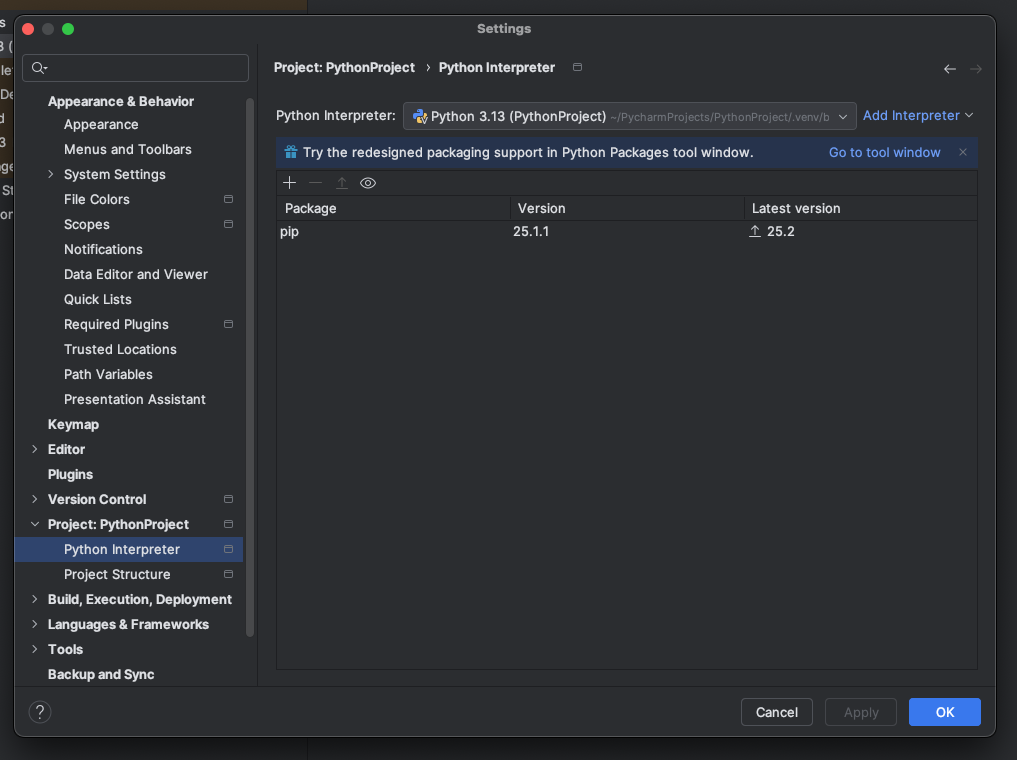 Settings
Project: PythonProject › Python Interpreter
Appearance & Behavior
Appearance
Menus and Toolbars
System Settings
File Colors
Scopes
Notifications
Data Editor and Viewer
Quick Lists
Required Plugins
Trusted Locations
Path Variables
Presentation Assistant
Keymap
Editor
Plugins
Version Control
Project: PythonProject
Python Interpreter
Project Structure
Build, Execution, Deployment
Languages & Frameworks
Tools
Backup and Sync
Python Interpreter: Python 3.13 (PythonProject) ~/PycharmProjects/PythonProject/.venv/b Add Interpreter
Try the redesigned packaging support in Python Packages tool window. Go to tool window
Package Version Latest version
pip 25.1.1 25.2
? Cancel Apply OK